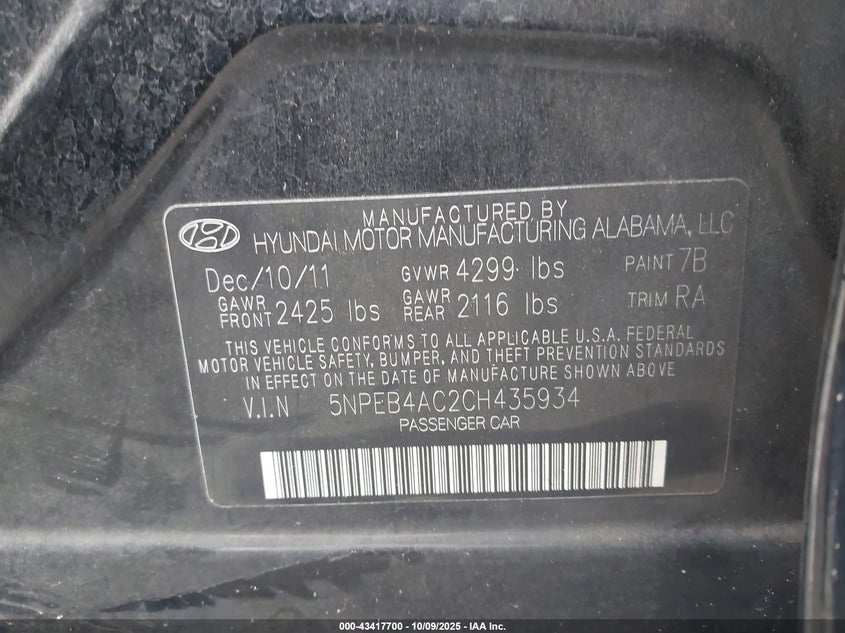 MANUFACTURED BY
HYUNDAI MOTOR MANUFACTURING ALABAMA, LLC
Dec/10/11 GVWR 4299 lbs PAINT 7B
GAWR FRONT 2425 lbs GAWR REAR 2116 lbs TRIM RA
THIS VEHICLE CONFORMS TO ALL APPLICABLE U.S.A. FEDERAL
MOTOR VEHICLE SAFETY, BUMPER, AND THEFT PREVENTION STANDARDS
IN EFFECT ON THE DATE OF MANUFACTURE SHOWN ABOVE
V.I.N 5NPEB4AC2CH435934
PASSENGER CAR
000-43417700 - 10/09/2025 - IAA Inc.